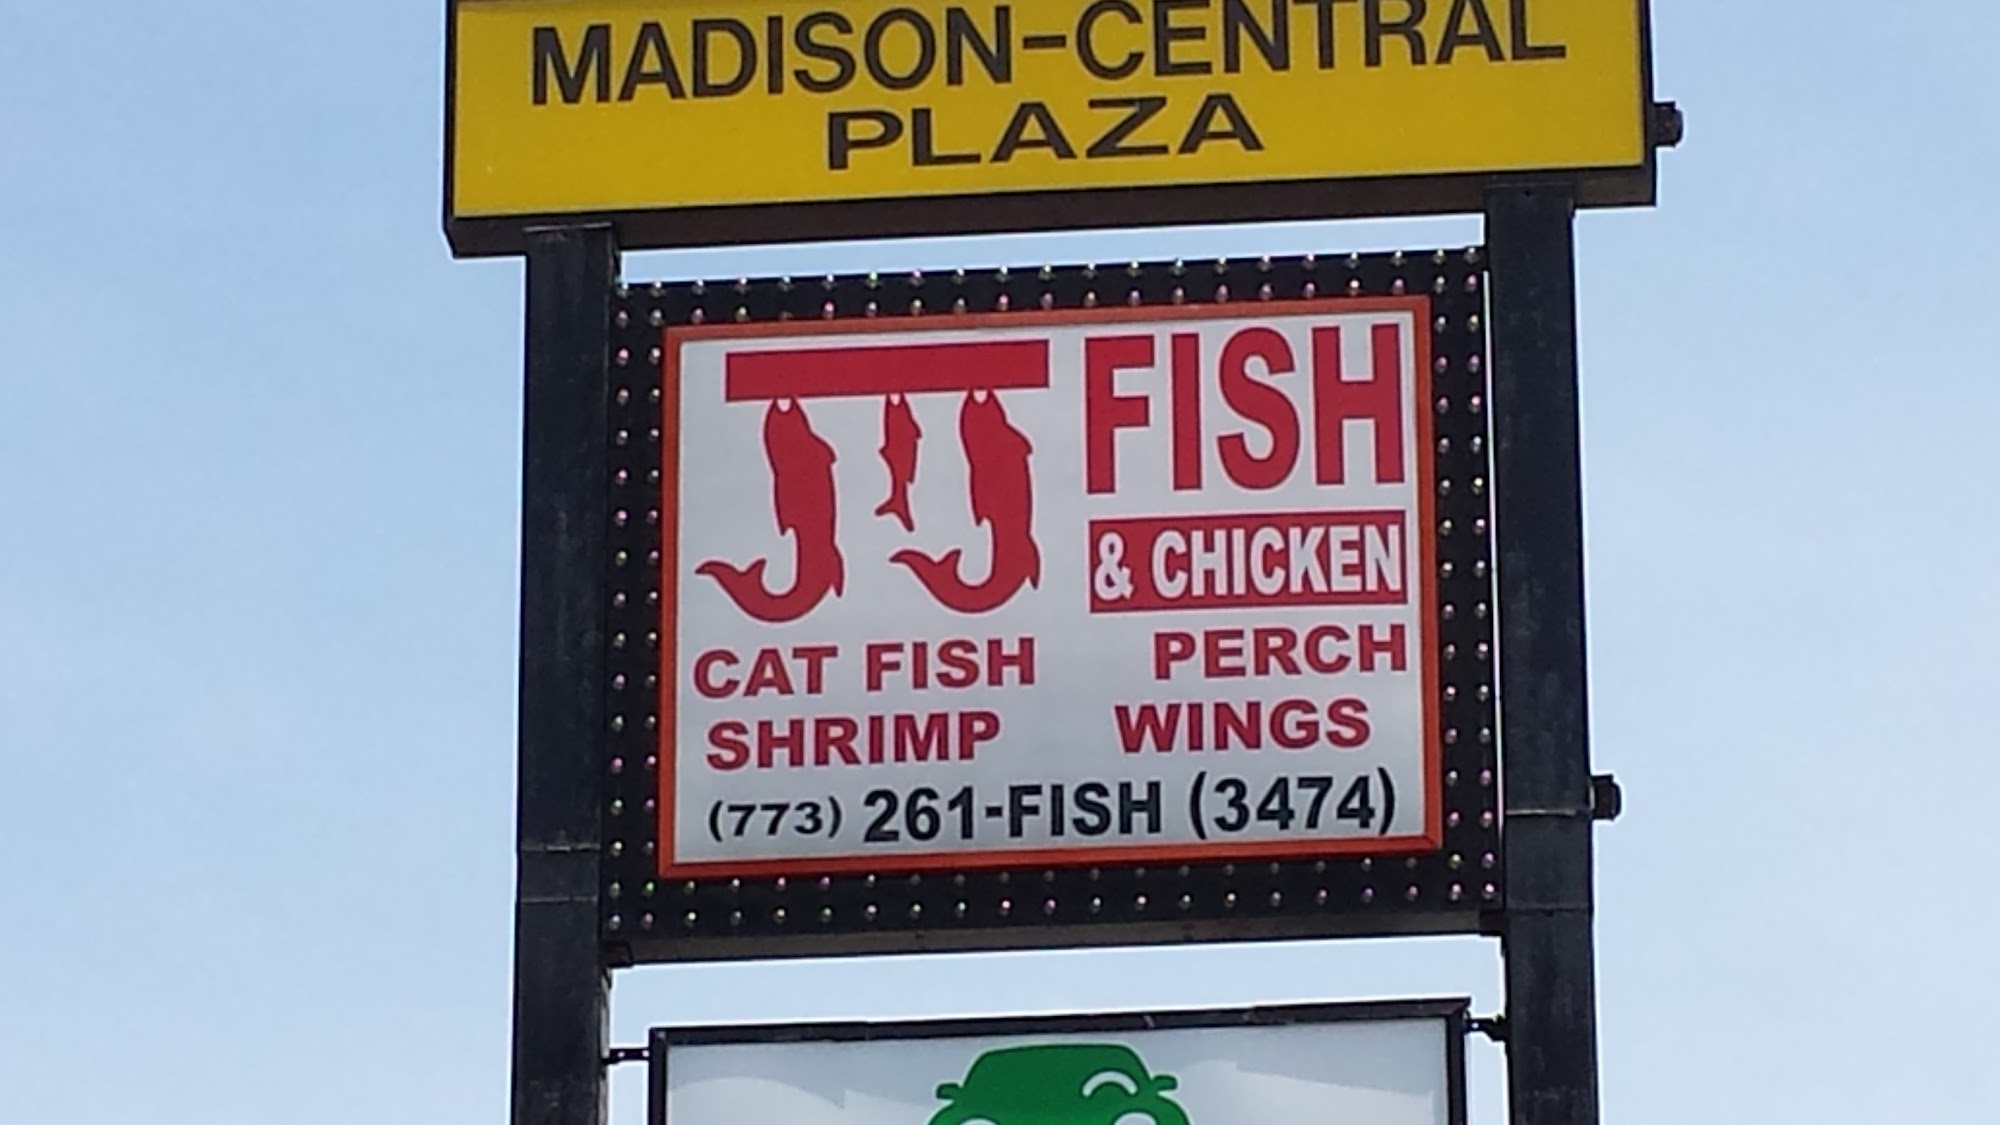 MADISON-CENTRAL
PLAZA
JJ FISH
& CHICKEN
CAT FISH PERCH
SHRIMP WINGS
(773) 261-FISH (3474)